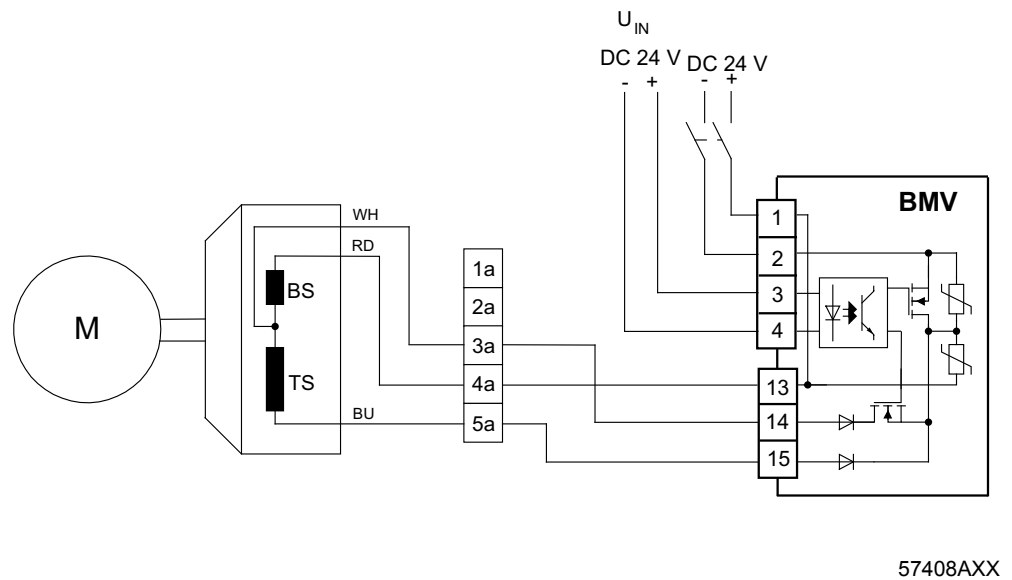 U IN
DC 24 V DC 24 V
- + - +
BMV
WH
RD
BU
M
BS
TS
1a
2a
3a
4a
5a
1
2
3
4
13
14
15
57408AXX